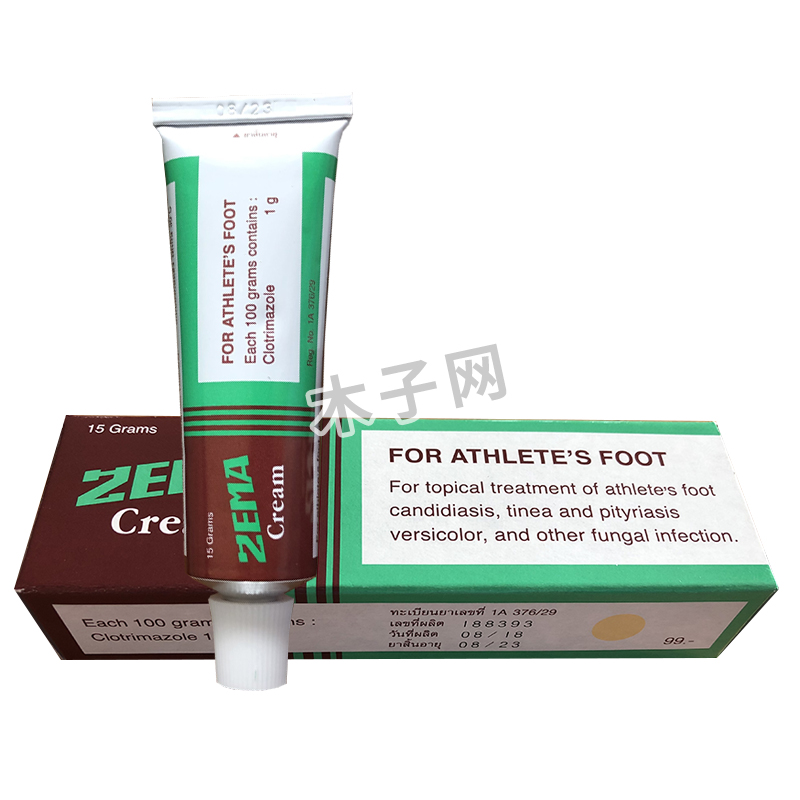 08/23
FOR ATHLETE'S FOOT
Each 100 grams contains :
Clotrimazole 1 g
Reg. No. 1A 376/29
15 Grams
ZEMA
Cream
木子网
15 Grams
Cre
FOR ATHLETE'S FOOT
For topical treatment of athlete's foot
candidiasis, tinea and pityriasis
versicolor, and other fungal infection.
Each 100 gram ns :
Clotrimazole 1
ทะเบียนยาเลขที่ 1A 376/29
เลขที่ผลิต 188393
วันที่ผลิต 08/18
ยาสิ้นอายุ 08/23
99.-